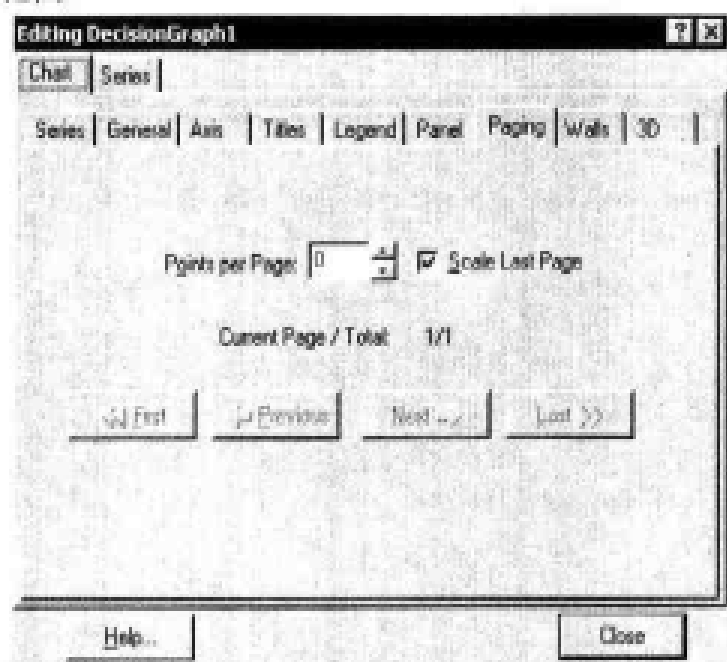 Editing DecisionGraph1
Chart Series
Series General Axis Titles Legend Panel Paging Walls 3D
Points per Page: 0 Scale Last Page
Current Page / Total: 1/1
First Previous Next Last >>
Help... Close